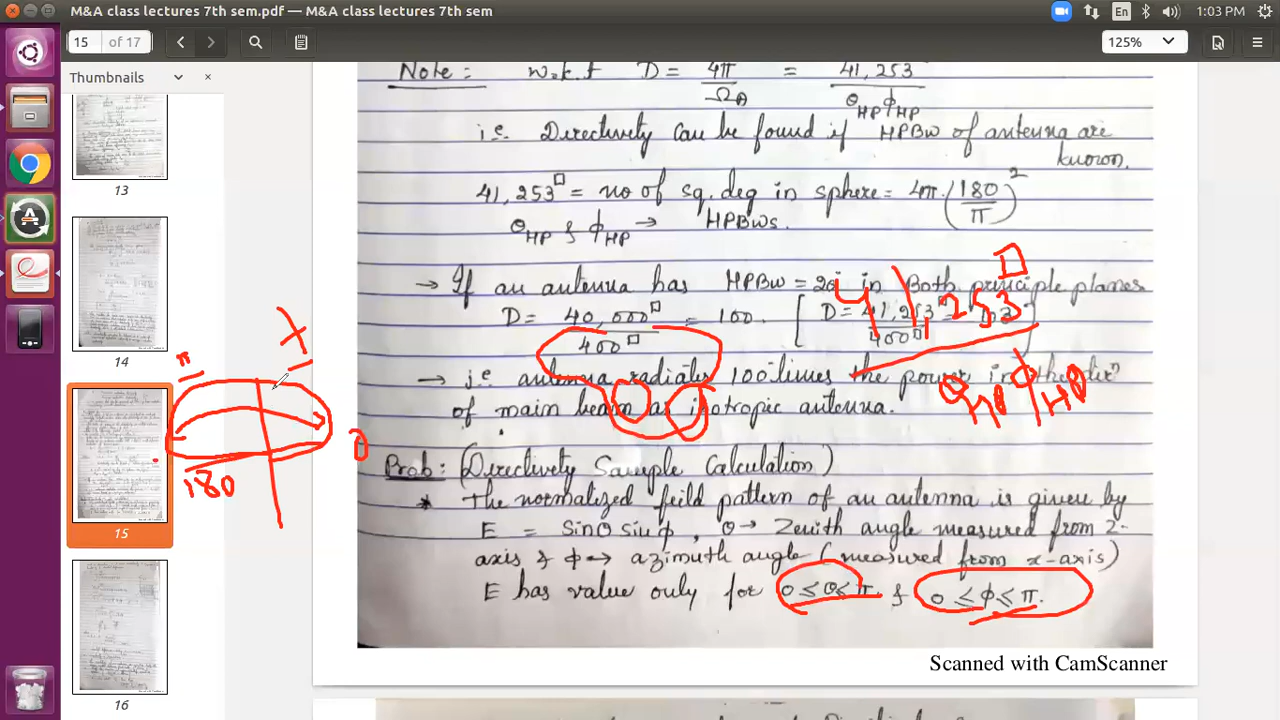 M&A class lectures 7th sem.pdf — M&A class lectures 7th sem
En
1:03 PM
15 of 17
125%
Thumbnails
13
14
15
16
Note: w.k.t D = 4π / ΩA = 41,253 / θHP ϕHP
i.e. Directivity can be found if HPBW of antenna are
known.
41,253□ = no of sq. deg in sphere = 4π.(180/π)²
θHP & ϕHP → HPBWs.
→ If an antenna has HPBW = 20 in Both principle planes
D = 40,000□ / 400□ = 100. [D = 41,253 / 400□
→ i.e antenna radiates 100 times the power in the dirⁿ
of main beam as isotropic antenna.
41,253□
θHP ϕHP
π
180
0
Prob: (Directivity Sample Calculation)
* The normalized feild pattern of an antenna is given by
E = Sinθ sinϕ, θ → Zenith angle measured from Z-
axis & ϕ → azimuth angle (measured from x-axis)
E has value only for 0 ≤ θ ≤ π & 0 ≤ ϕ ≤ π.
Scanned with CamScanner